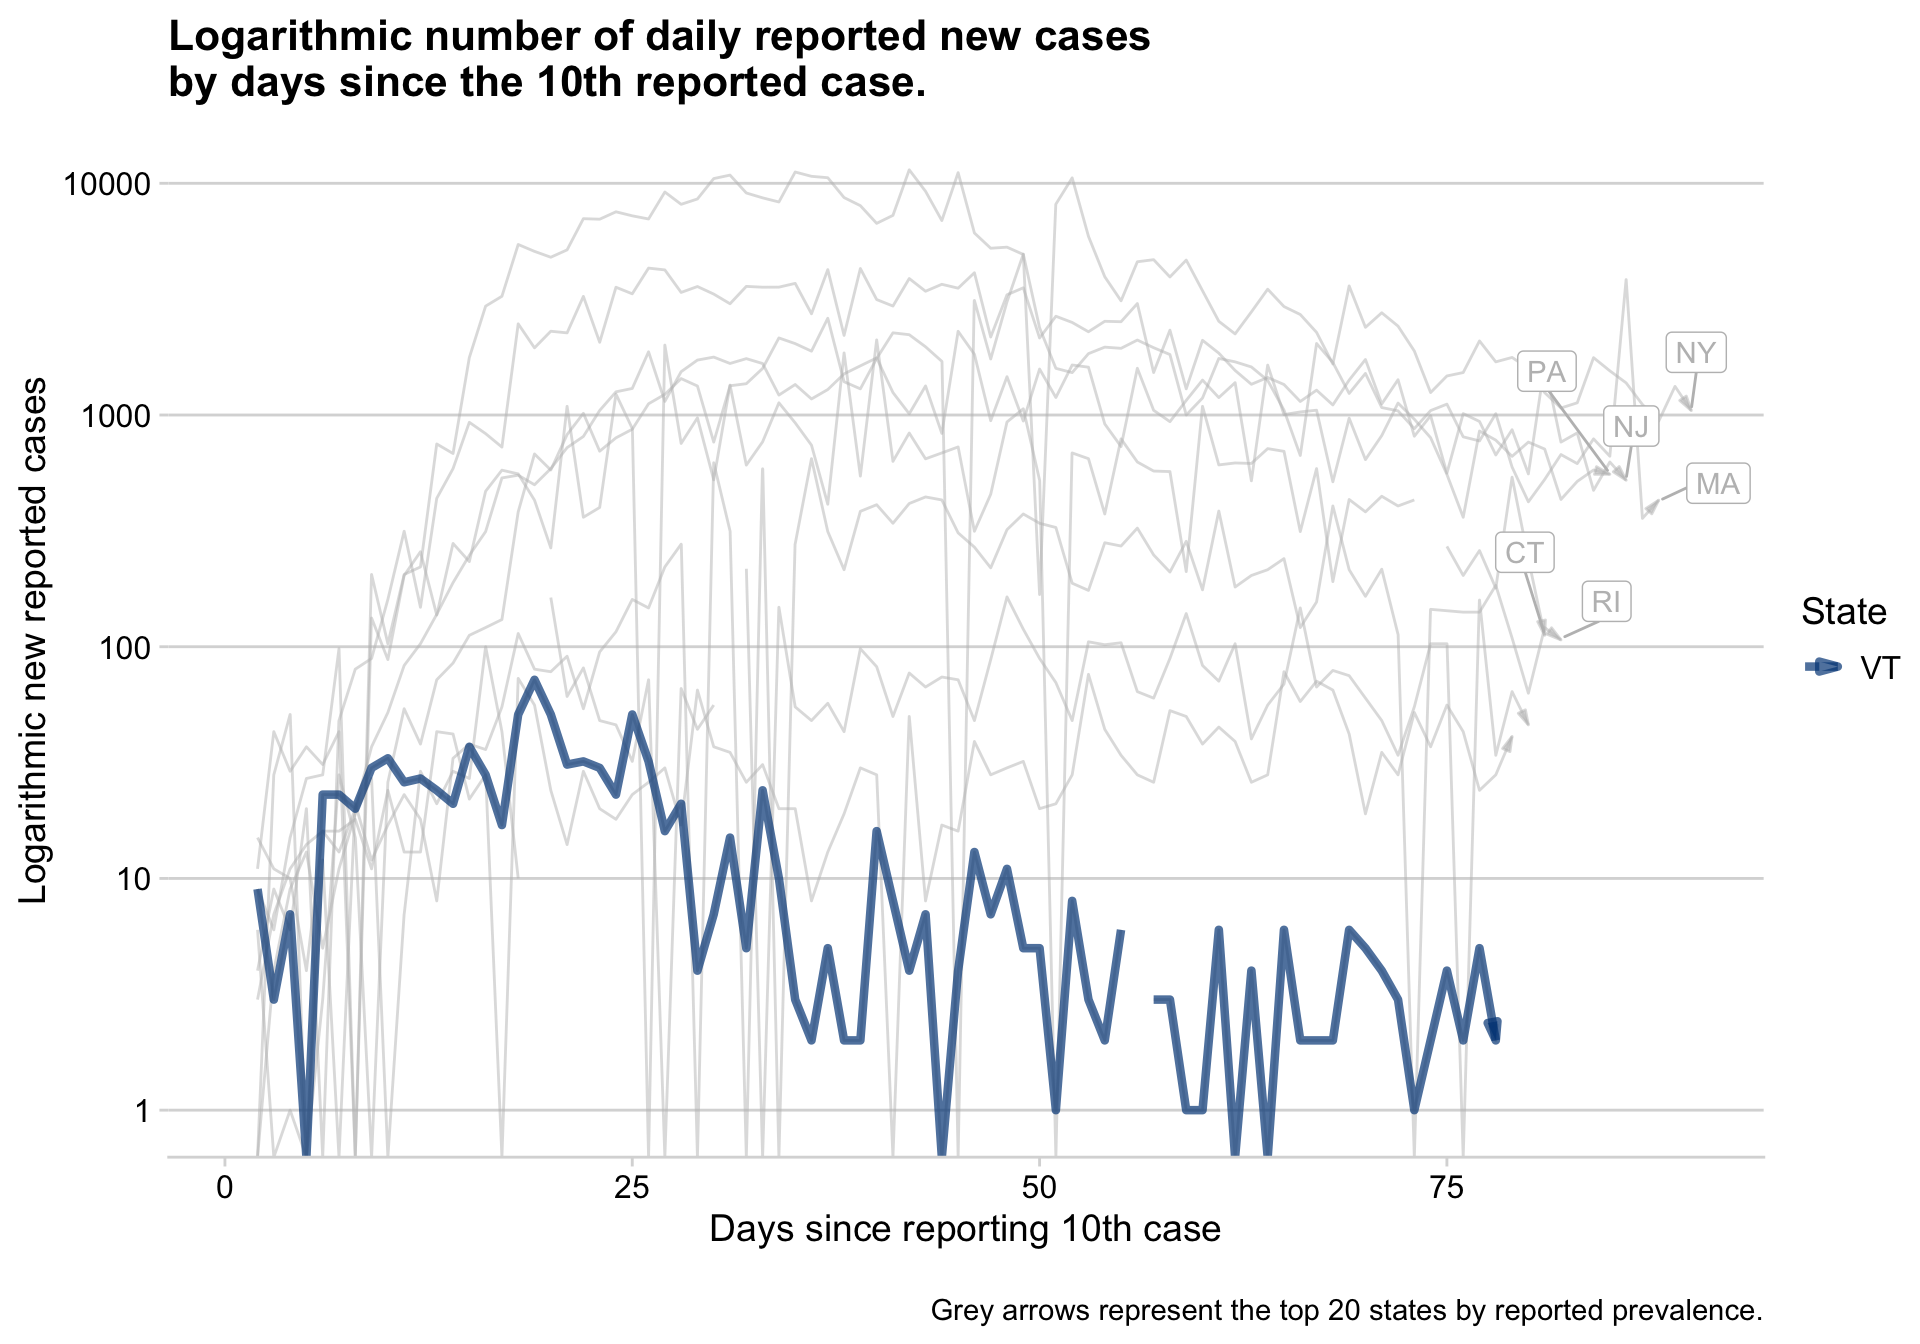 Logarithmic number of daily reported new cases
by days since the 10th reported case.
Logarithmic new reported cases
10000
1000
100
10
1
PA
NY
NJ
MA
CT
RI
State
VT
0
25
50
75
Days since reporting 10th case
Grey arrows represent the top 20 states by reported prevalence.